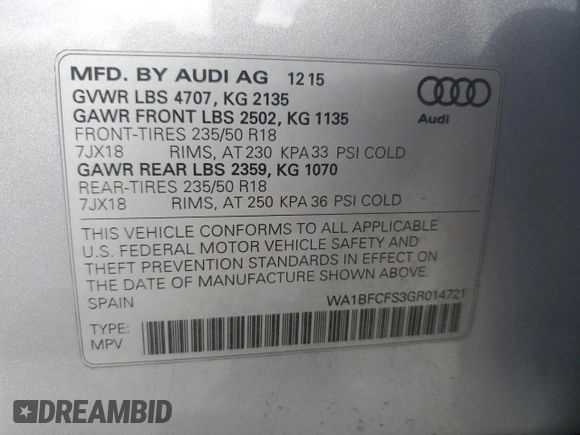 MFD. BY AUDI AG 12 15
GVWR LBS 4707, KG 2135
GAWR FRONT LBS 2502, KG 1135
FRONT-TIRES 235/50 R18
7JX18 RIMS, AT 230 KPA 33 PSI COLD
GAWR REAR LBS 2359, KG 1070
REAR-TIRES 235/50 R18
7JX18 RIMS, AT 250 KPA 36 PSI COLD
Audi
THIS VEHICLE CONFORMS TO ALL APPLICABLE
U.S. FEDERAL MOTOR VEHICLE SAFETY AND
THEFT PREVENTION STANDARDS IN EFFECT ON
THE DATE OF MANUFACTURE SHOWN ABOVE.
SPAIN WA1BFCFS3GR014721
TYPE:
MPV
DREAMBID